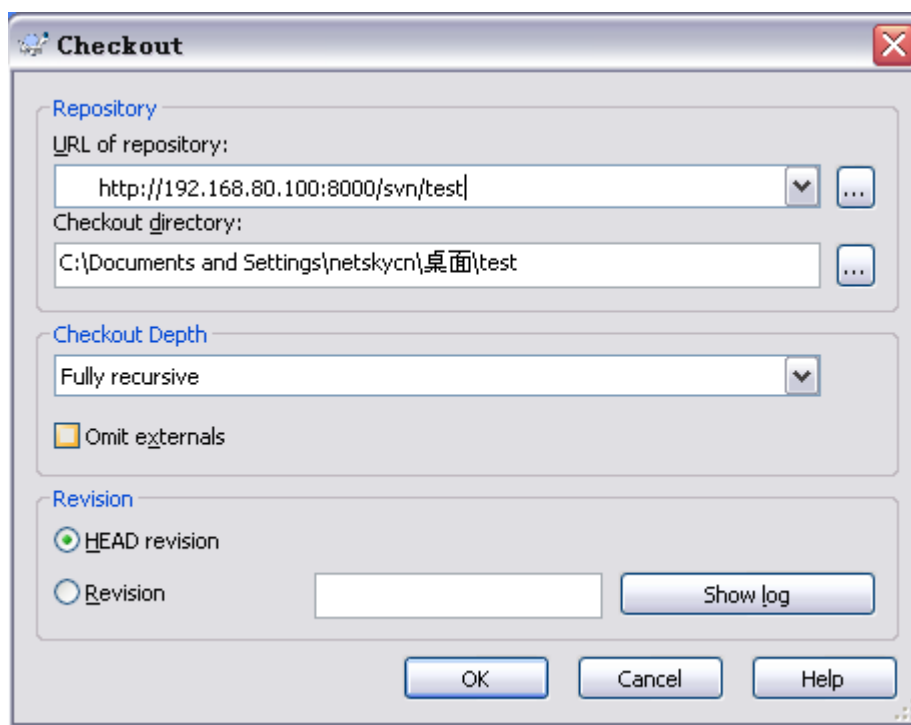 Checkout
Repository
URL of repository:
http://192.168.80.100:8000/svn/test
...
Checkout directory:
C:\Documents and Settings\netskycn\桌面\test
...
Checkout Depth
Fully recursive
Omit externals
Revision
HEAD revision
Revision
Show log
OK
Cancel
Help